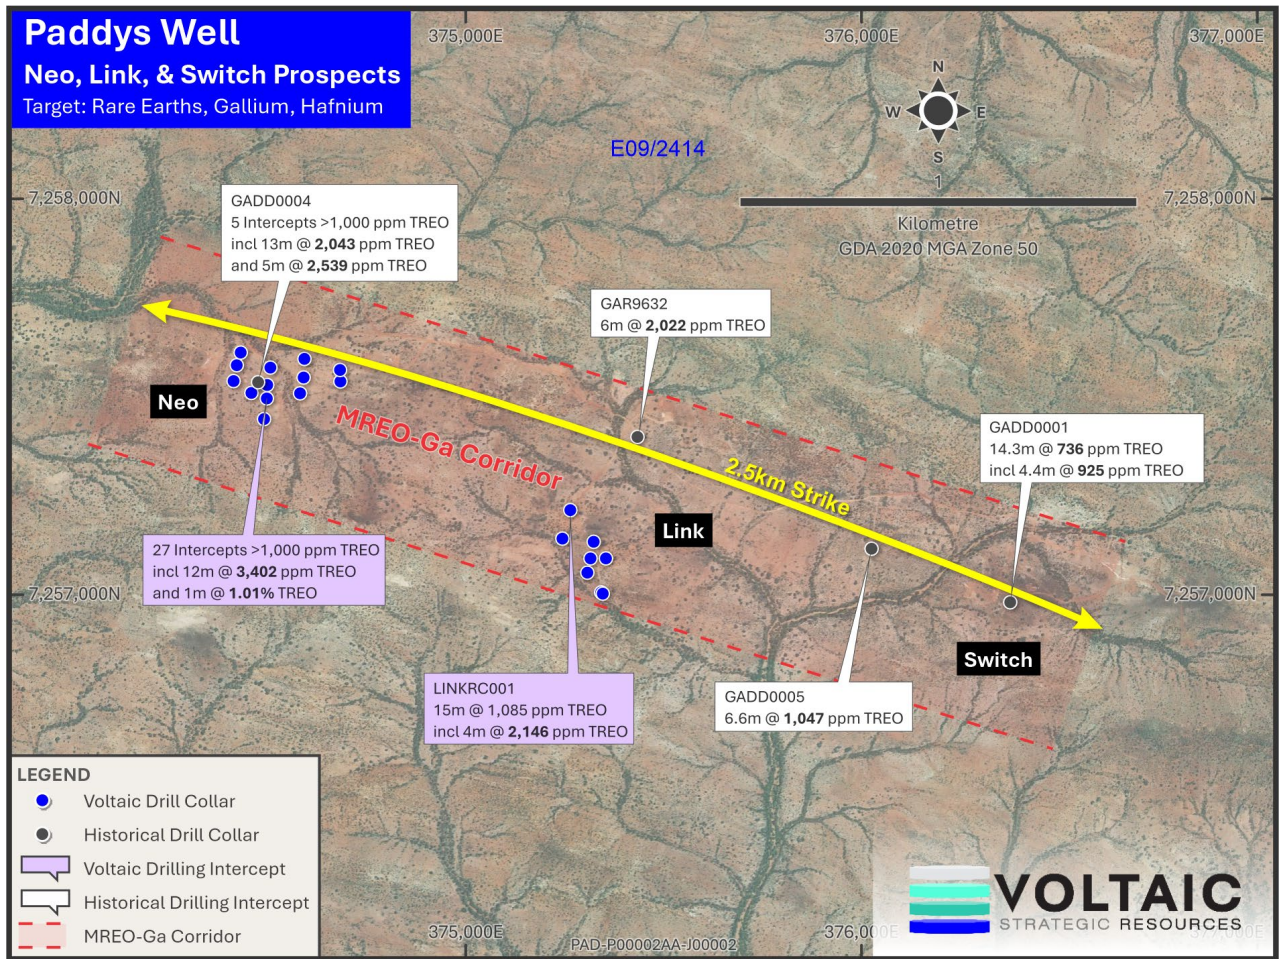 Paddys Well
Neo, Link, & Switch Prospects
Target: Rare Earths, Gallium, Hafnium
375,000E
376,000E
377,000E
N
W
E
S
E09/2414
1
Kilometre
GDA 2020 MGA Zone 50
7,258,000N
7,258,000N
GADD0004
5 Intercepts >1,000 ppm TREO
incl 13m @ 2,043 ppm TREO
and 5m @ 2,539 ppm TREO
GAR9632
6m @ 2,022 ppm TREO
Neo
MREO-Ga Corridor
2.5km Strike
GADD0001
14.3m @ 736 ppm TREO
incl 4.4m @ 925 ppm TREO
Link
27 Intercepts >1,000 ppm TREO
incl 12m @ 3,402 ppm TREO
and 1m @ 1.01% TREO
7,257,000N
7,257,000N
Switch
LINKRC001
15m @ 1,085 ppm TREO
incl 4m @ 2,146 ppm TREO
GADD0005
6.6m @ 1,047 ppm TREO
LEGEND
Voltaic Drill Collar
Historical Drill Collar
Voltaic Drilling Intercept
Historical Drilling Intercept
MREO-Ga Corridor
375,000E
PAD-P00002AA-J00002
376,000E
377,000E
VOLTAIC
STRATEGIC RESOURCES